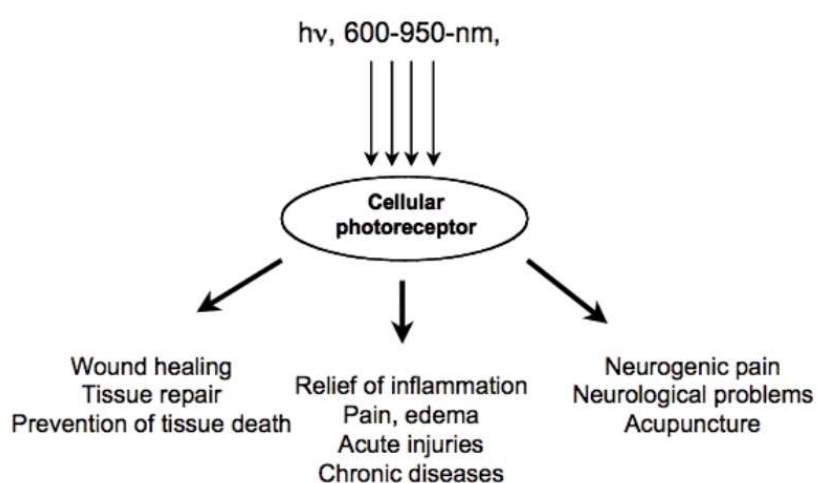 hν, 600-950-nm,
Cellular
photoreceptor
Wound healing
Tissue repair
Prevention of tissue death
Relief of inflammation
Pain, edema
Acute injuries
Chronic diseases
Neurogenic pain
Neurological problems
Acupuncture